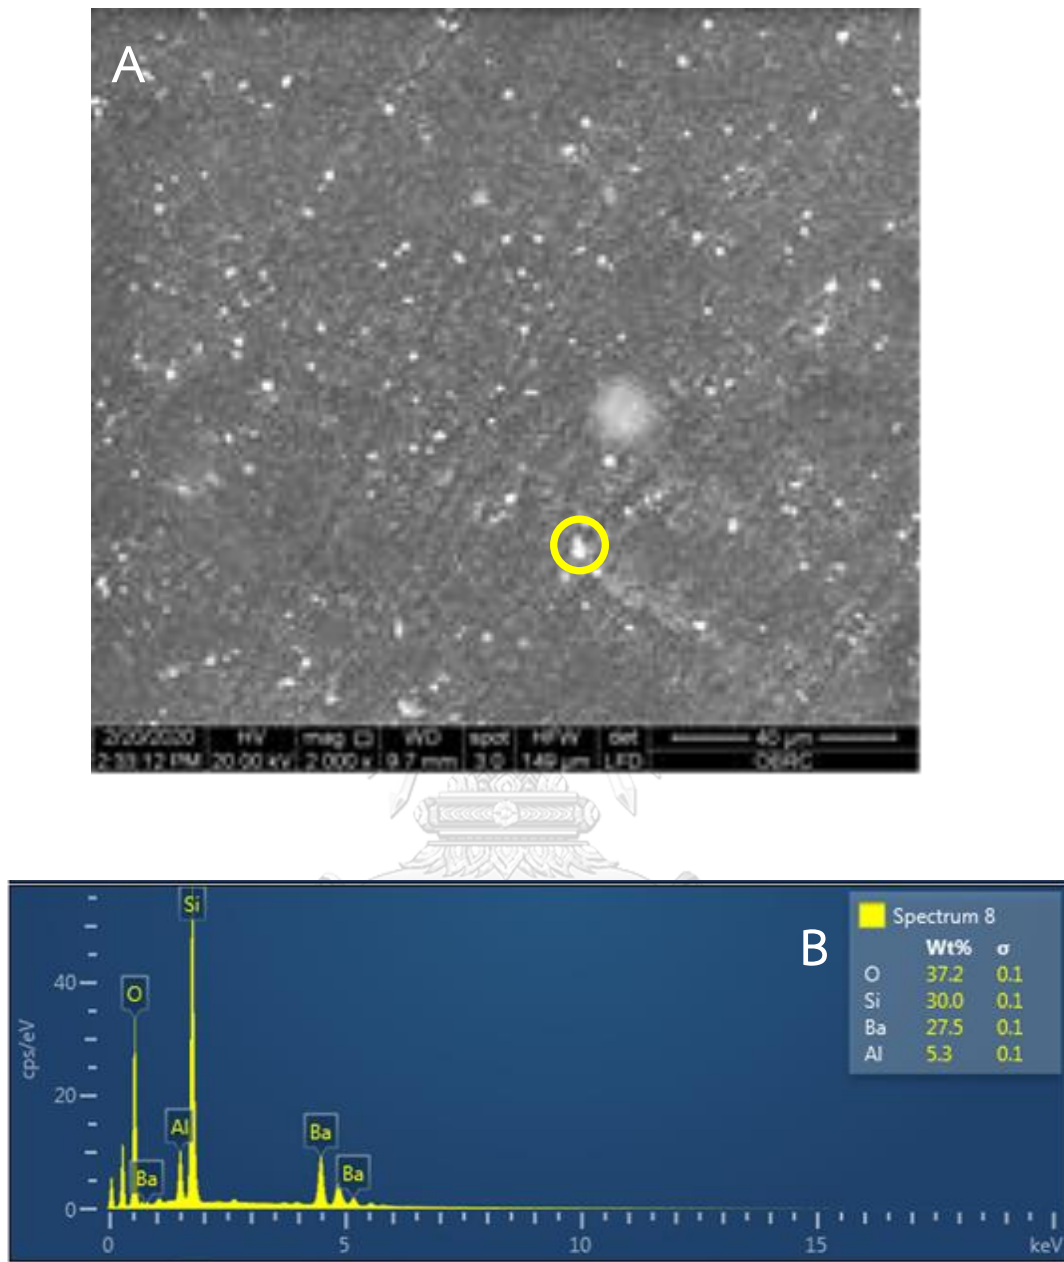 A
2/20/2020 HV mag WD spot HFW det 40 µm
2:33:12 PM 20.00 kV 2 000 x 9.7 mm 3.0 149 µm LFD OBRC
B
Spectrum 8
Wt% σ
O 37.2 0.1
Si 30.0 0.1
Ba 27.5 0.1
Al 5.3 0.1
cps/eV
40
20
0
Si
O
Al
Ba
Ba
Ba
0 5 10 15 keV